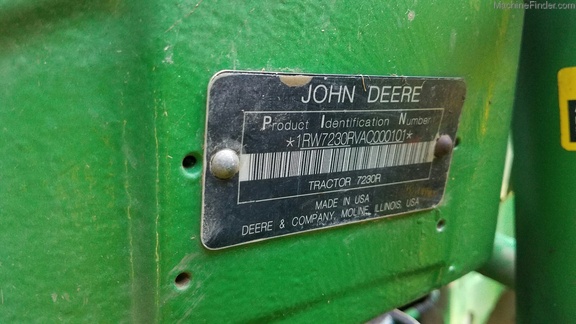 MachineFinder.com
JOHN DEERE
Product Identification Number
*1RW7230RVAC000101*
TRACTOR 7230R
MADE IN USA
DEERE & COMPANY, MOLINE, ILLINOIS, USA